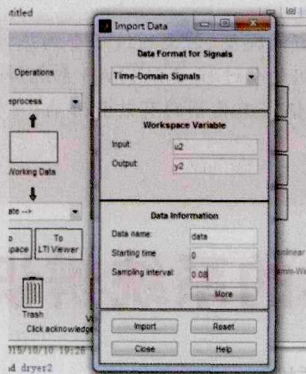 Import Data
Data Format for Signals
Time-Domain Signals
Operations
Workspace Variable
Input: u2
Output: y2
Working Data
Data Information
Data name: data
Starting time 0
Sampling interval: 0.08
More
To
LTI Viewer
Trash
Import Reset
Close Help
Click
dryer2